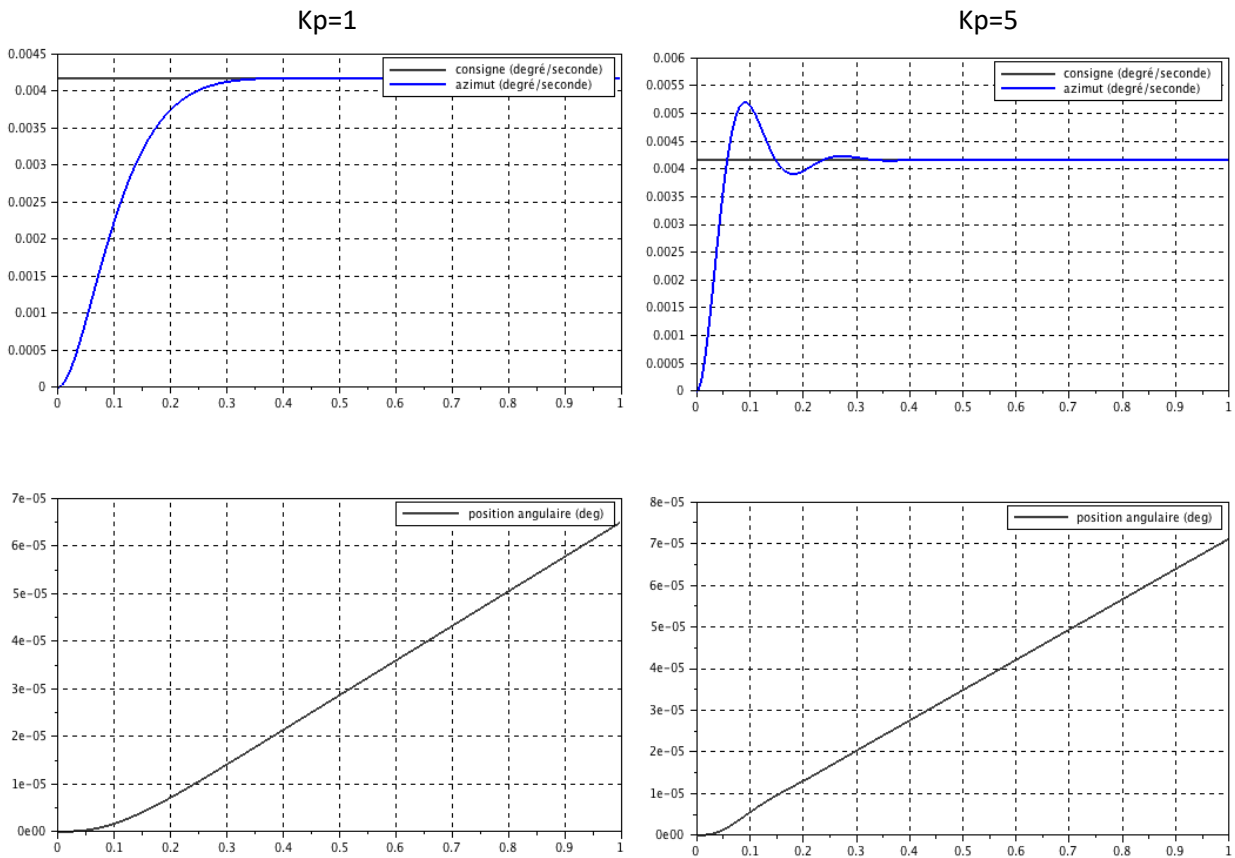 Kp=1
Kp=5
0.0045
0.004
0.0035
0.003
0.0025
0.002
0.0015
0.001
0.0005
0
consigne (degré/seconde)
azimut (degré/seconde)
0 0.1 0.2 0.3 0.4 0.5 0.6 0.7 0.8 0.9 1
0.006
0.0055
0.005
0.0045
0.004
0.0035
0.003
0.0025
0.002
0.0015
0.001
0.0005
0
consigne (degré/seconde)
azimut (degré/seconde)
0 0.1 0.2 0.3 0.4 0.5 0.6 0.7 0.8 0.9 1
7e-05
6e-05
5e-05
4e-05
3e-05
2e-05
1e-05
0e00
position angulaire (deg)
0 0.1 0.2 0.3 0.4 0.5 0.6 0.7 0.8 0.9 1
8e-05
7e-05
6e-05
5e-05
4e-05
3e-05
2e-05
1e-05
0e00
position angulaire (deg)
0 0.1 0.2 0.3 0.4 0.5 0.6 0.7 0.8 0.9 1